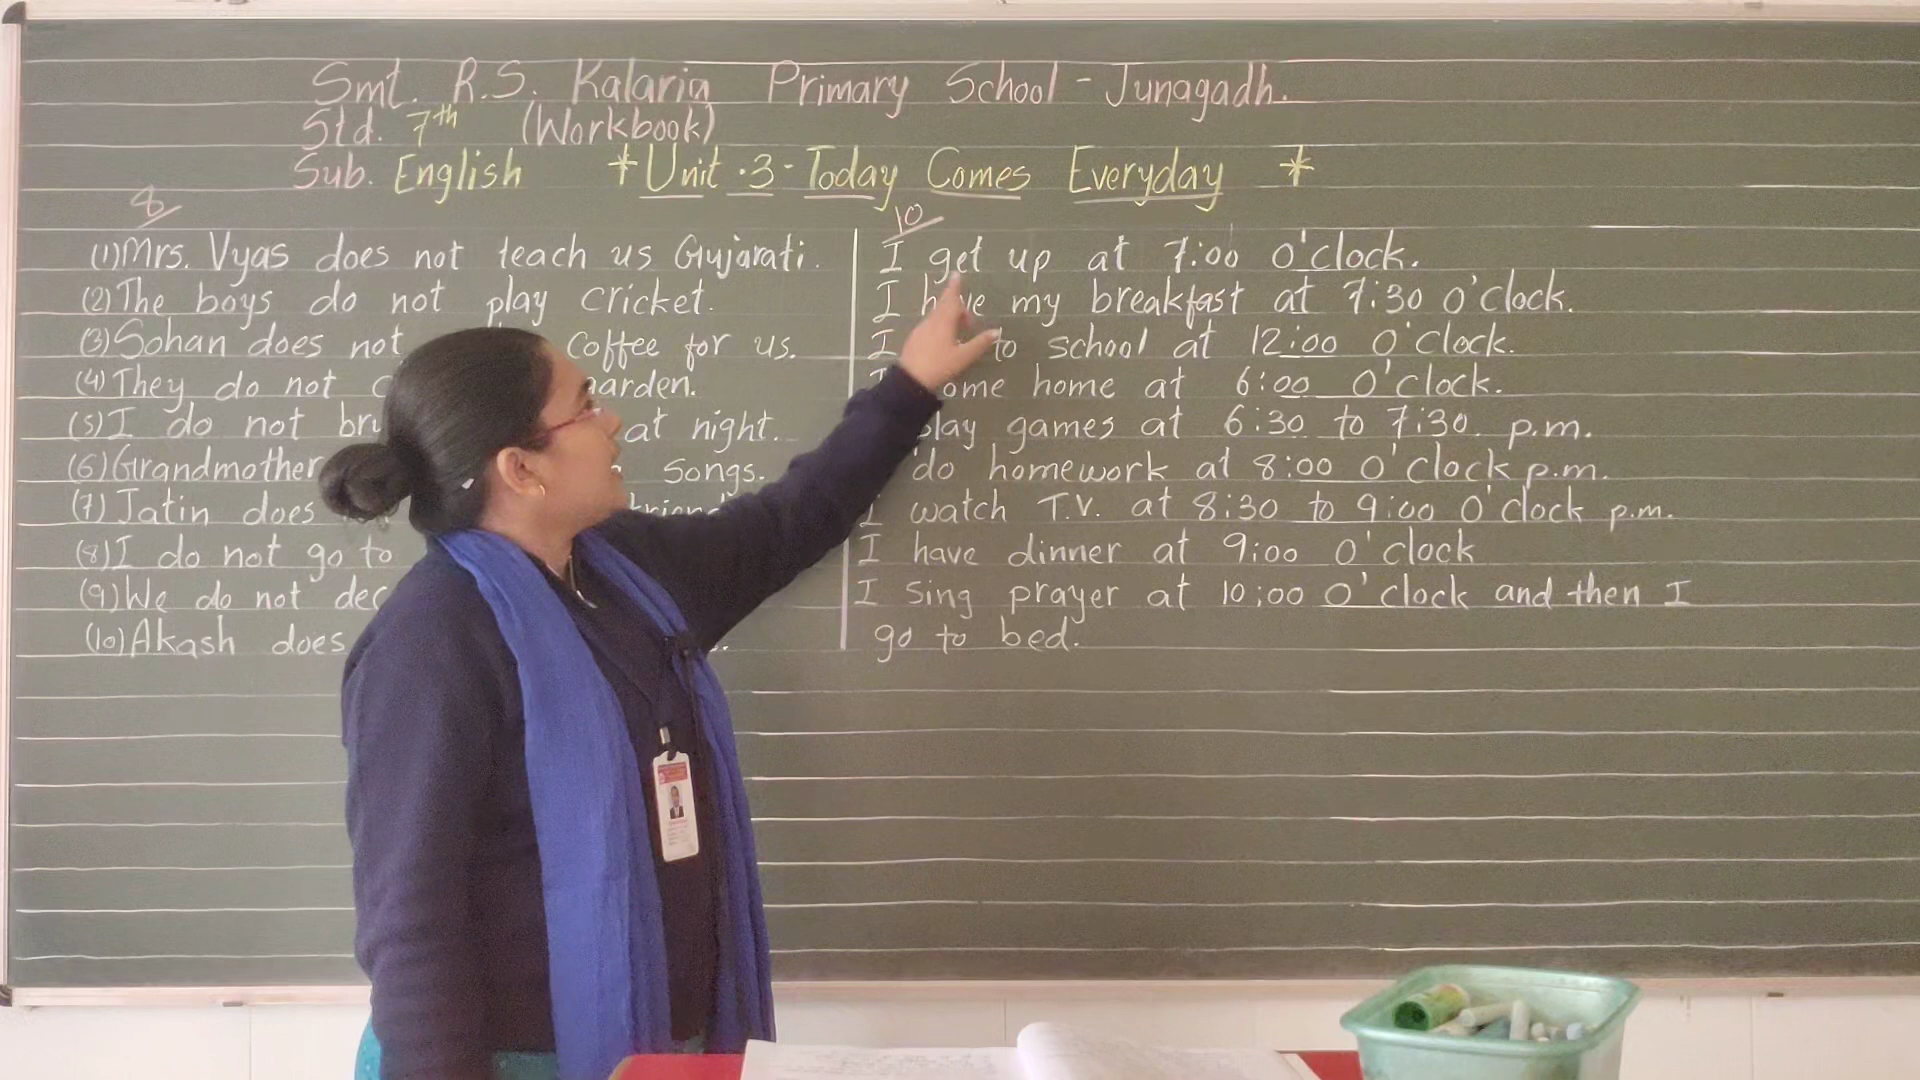 Smt. R.S. Kalaria Primary School - Junagadh.
Std. 7th (Workbook)
Sub. English * Unit.3 - Today Comes Everyday *
8
(1) Mrs. Vyas does not teach us Gujarati.
(2) The boys do not play cricket.
(3) Sohan does not coffee for us.
(4) They do not garden.
(5) I do not at night.
(6) Grandmother songs.
(7) Jatin does
(8) I do not go to
(9) We do not
(10) Akash does
10
I get up at 7:00 O'clock.
I have my breakfast at 7:30 O'clock.
I to school at 12:00 O'clock.
home at 6:00 O'clock.
play games at 6:30 to 7:30 p.m.
do homework at 8:00 O'clock p.m.
I watch T.V. at 8:30 to 9:00 O'clock p.m.
I have dinner at 9:00 O'clock
I sing prayer at 10:00 O'clock and then I
go to bed.